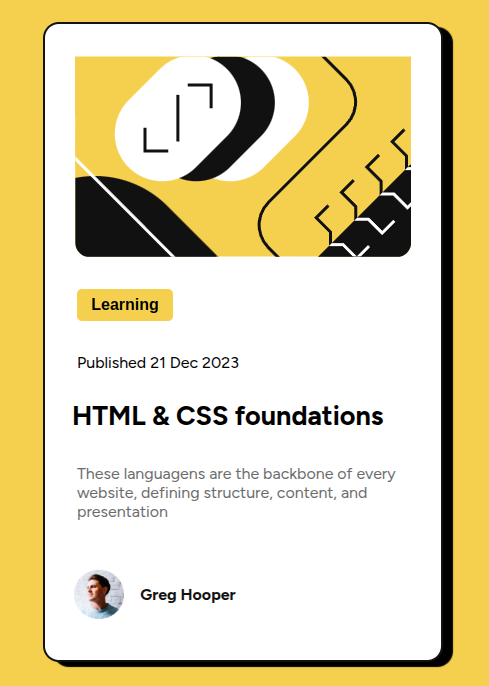 Learning
Published 21 Dec 2023
HTML & CSS foundations
These languagens are the backbone of every
website, defining structure, content, and
presentation
Greg Hooper